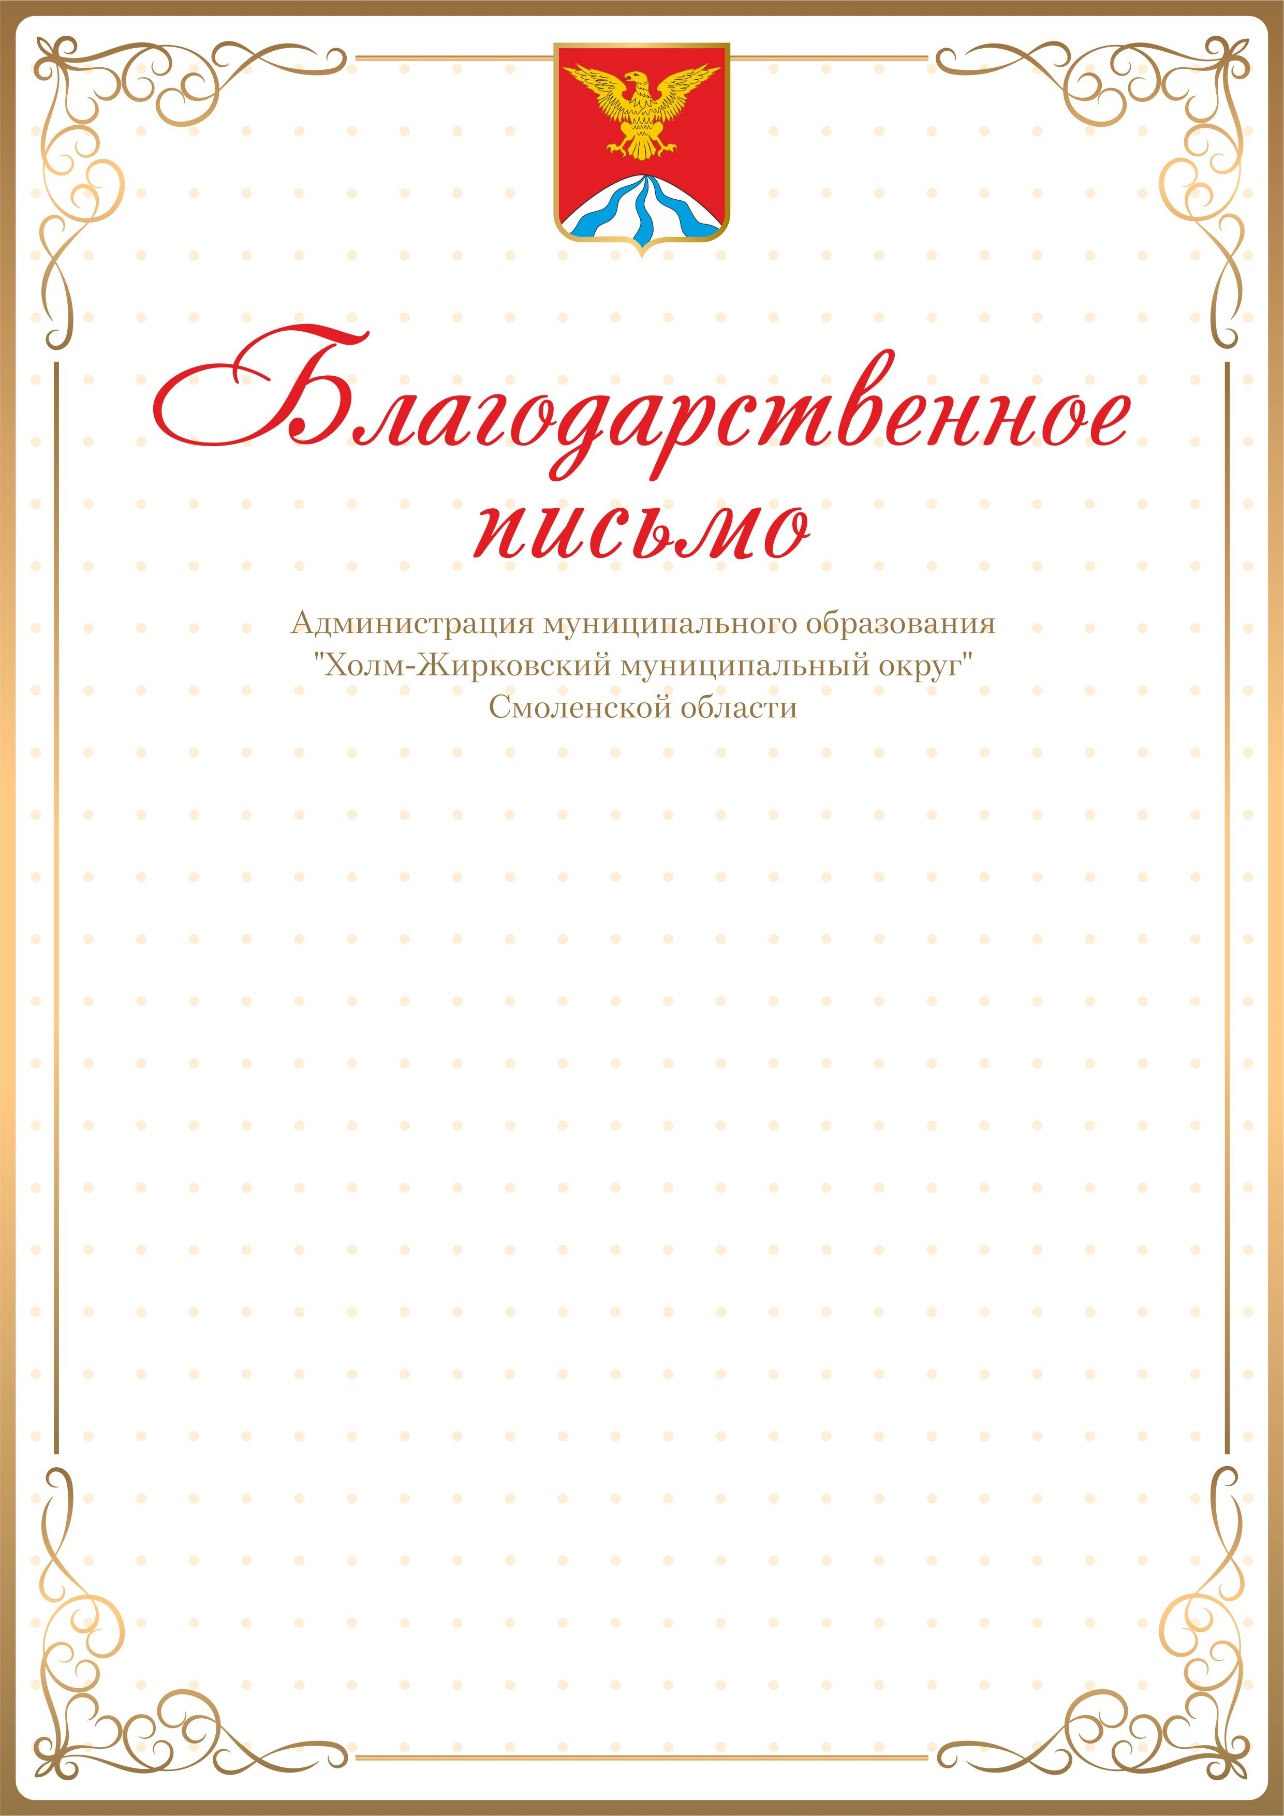 Благодарственное
письмо
Администрация муниципального образования
"Холм-Жирковский муниципальный округ"
Смоленской области